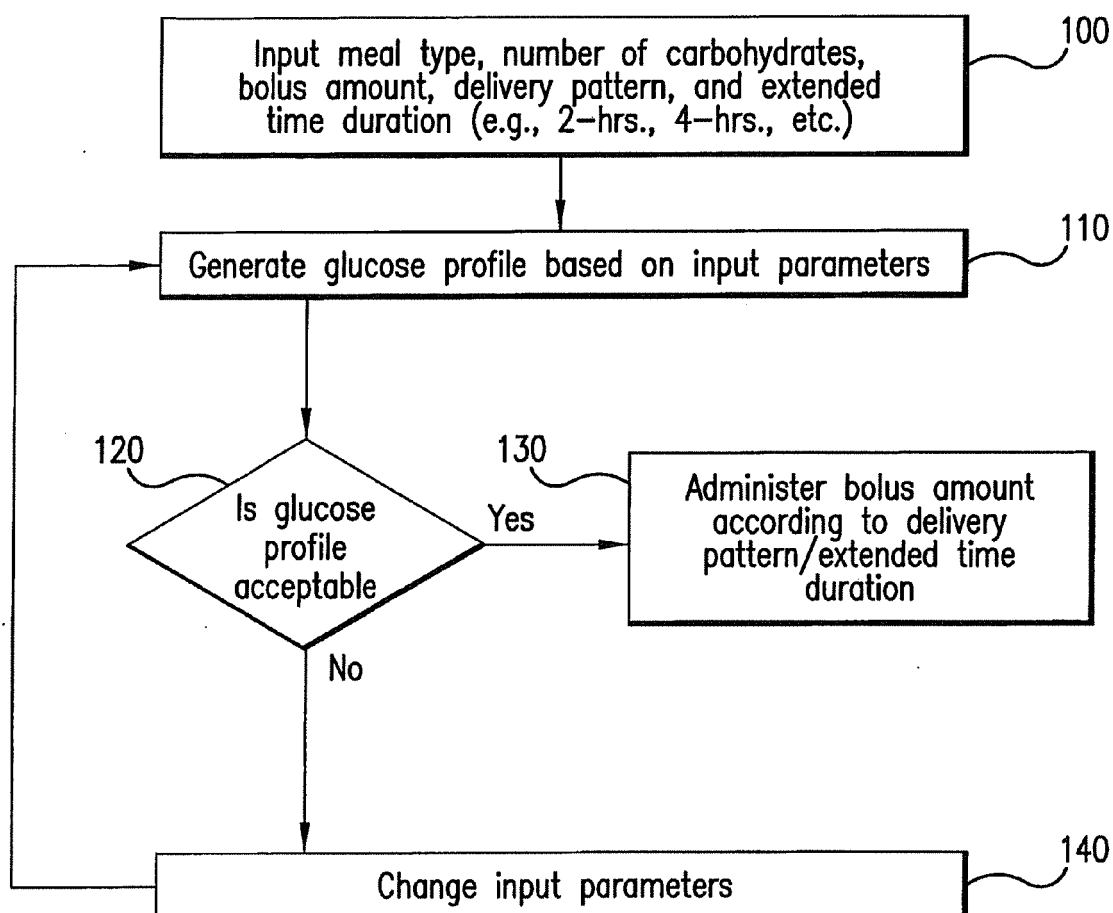 Input meal type, number of carbohydrates,
bolus amount, delivery pattern, and extended
time duration (e.g., 2-hrs., 4-hrs., etc.)
100
Generate glucose profile based on input parameters
110
120
Is glucose
profile
acceptable
Yes
130
Administer bolus amount
according to delivery
pattern/extended time
duration
No
Change input parameters
140